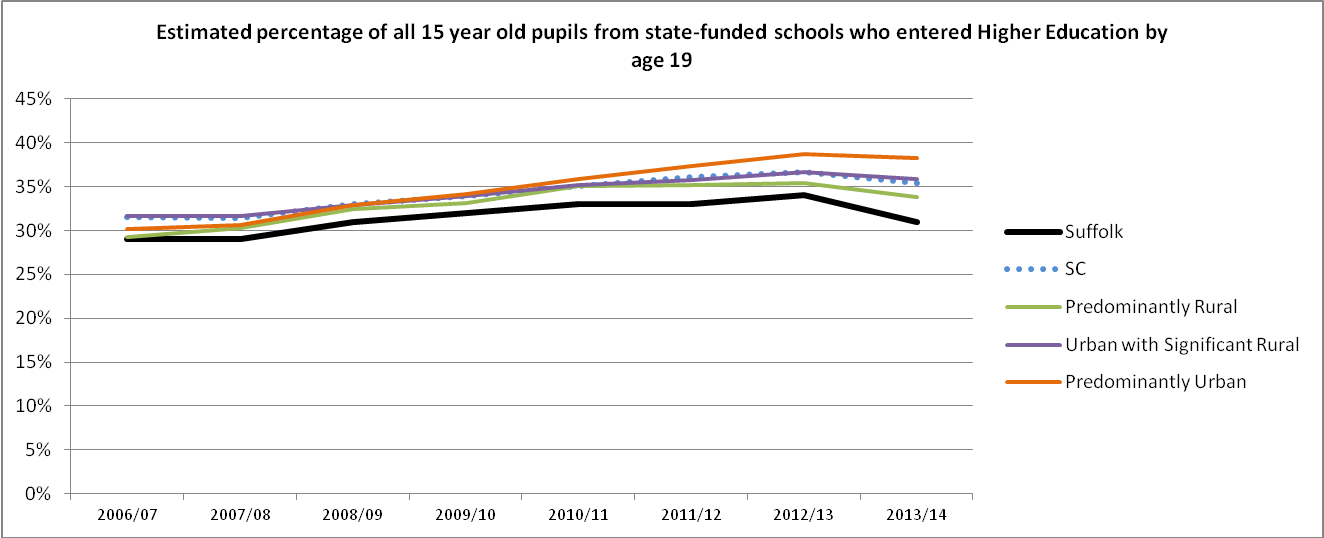 Estimated percentage of all 15 year old pupils from state-funded schools who entered Higher Education by
age 19
45%
40%
35%
30%
25%
20%
15%
10%
5%
0%
2006/07 2007/08 2008/09 2009/10 2010/11 2011/12 2012/13 2013/14
Suffolk
SC
Predominantly Rural
Urban with Significant Rural
Predominantly Urban